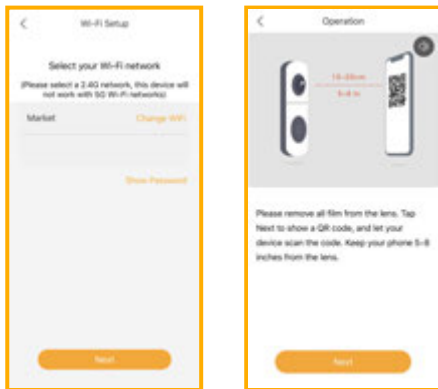 Wi-Fi Setup
Select your Wi-Fi network
(Please select a 2.4G network, this device will
not work with 5G Wi-Fi networks)
Market Change WiFi
Show Password
Next
Operation
5-8 in
Please remove all film from the lens. Tap
Next to show a QR code, and let your
device scan the code. Keep your phone 5-8
inches from the lens.
Next